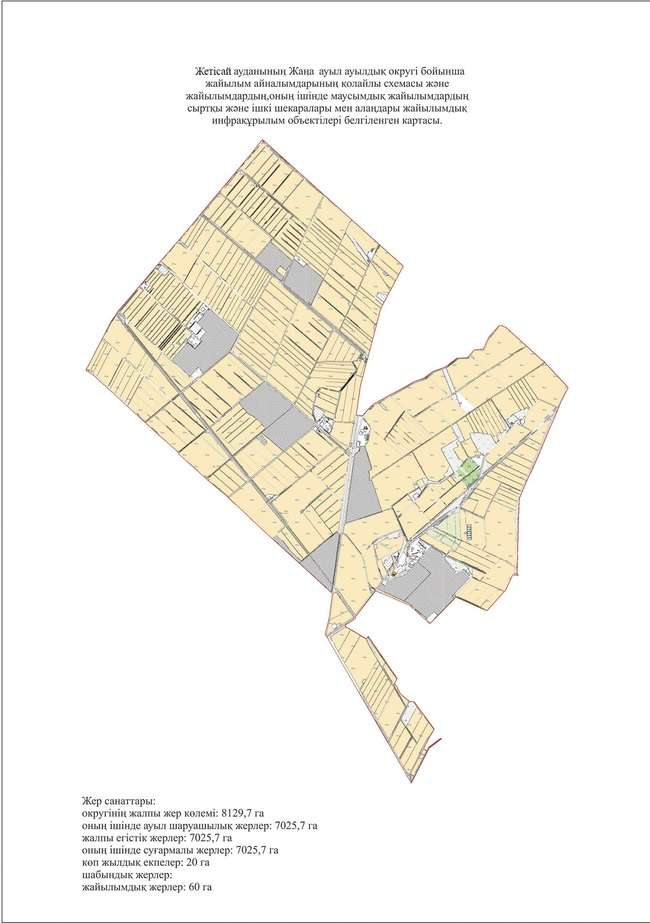 Жетісай ауданының Жаңа ауыл ауылдық округі бойынша
жайылым айналымдарының қолайлы схемасы және
жайылымдардың,оның ішінде маусымдық жайылымдардың
сыртқы және ішкі шекаралары мен алаңдары жайылымдық
инфрақұрылым объектілері белгіленген картасы.
Жер санаттары:
округінің жалпы жер көлемі: 8129,7 га
оның ішінде ауыл шаруашылық жерлер: 7025,7 га
жалпы егістік жерлер: 7025,7 га
оның ішінде суғармалы жерлер: 7025,7 га
көп жылдық екпелер: 20 га
шабындық жерлер:
жайылымдық жерлер: 60 га